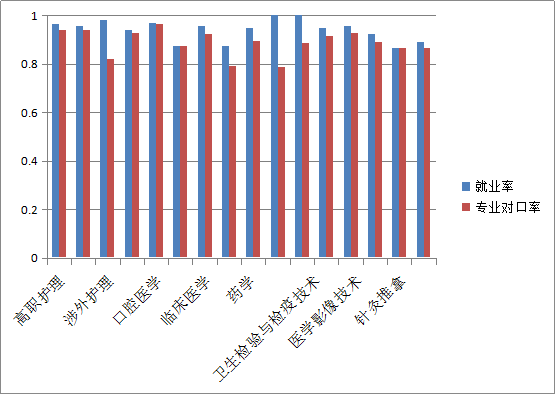 1
0.8
0.6
0.4
0.2
0
高职护理
涉外护理
口腔医学
临床医学
药学
卫生检验与检疫技术
医学影像技术
针灸推拿
就业率
专业对口率